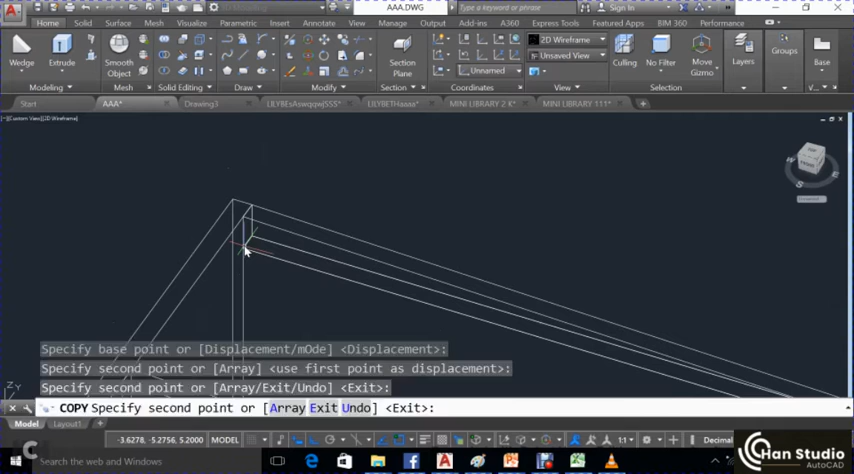 AAA.DWG
Type a keyword or phrase
Sign In
Home Solid Surface Mesh Visualize Parametric Insert Annotate View Manage Output Add-ins A360 Express Tools Featured Apps BIM 360 Performance
Wedge Extrude Smooth Object Section Plane 2D Wireframe Unsaved View Unnamed Culling No Filter Move Gizmo Layers Groups Base
Modeling Mesh Solid Editing Draw Modify Section Coordinates View Selection
Start AAA* Drawing3 MINI LIBRARY 2 K* MINI LIBRARY 111*
[−][Custom View][2D Wireframe]
TOP
FRONT
W E
S
Specify base point or [Displacement/mOde] <Displacement>:
Specify second point or [Array] <use first point as displacement>:
Specify second point or [Array/Exit/Undo] <Exit>:
Z
Y
COPY Specify second point or [Array Exit Undo] <Exit>:
Model Layout1
-3.6278, -5.2756, 5.2000 MODEL 1:1 Decimal
Search the web
Han Studio
AutoCAD